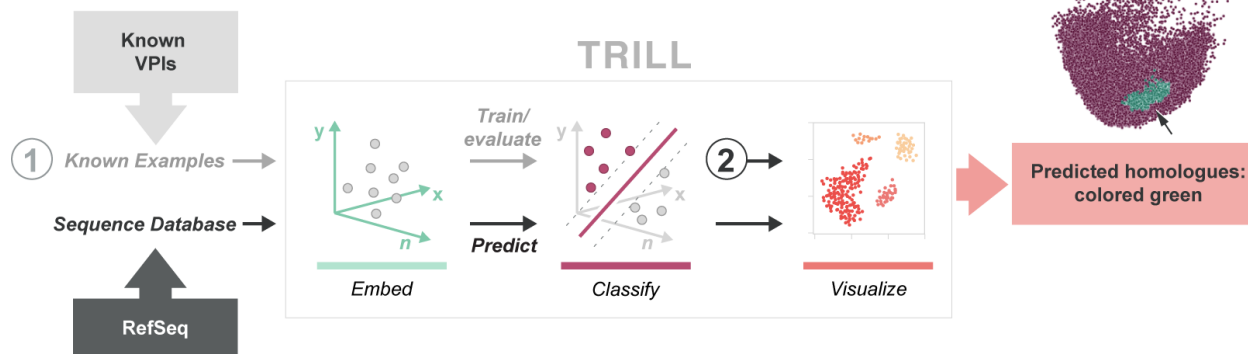 Known
VPIs
TRILL
1
Known Examples
Sequence Database
RefSeq
y
x
n
Embed
Train/
evaluate
Predict
y
x
n
Classify
2
Visualize
Predicted homologues:
colored green